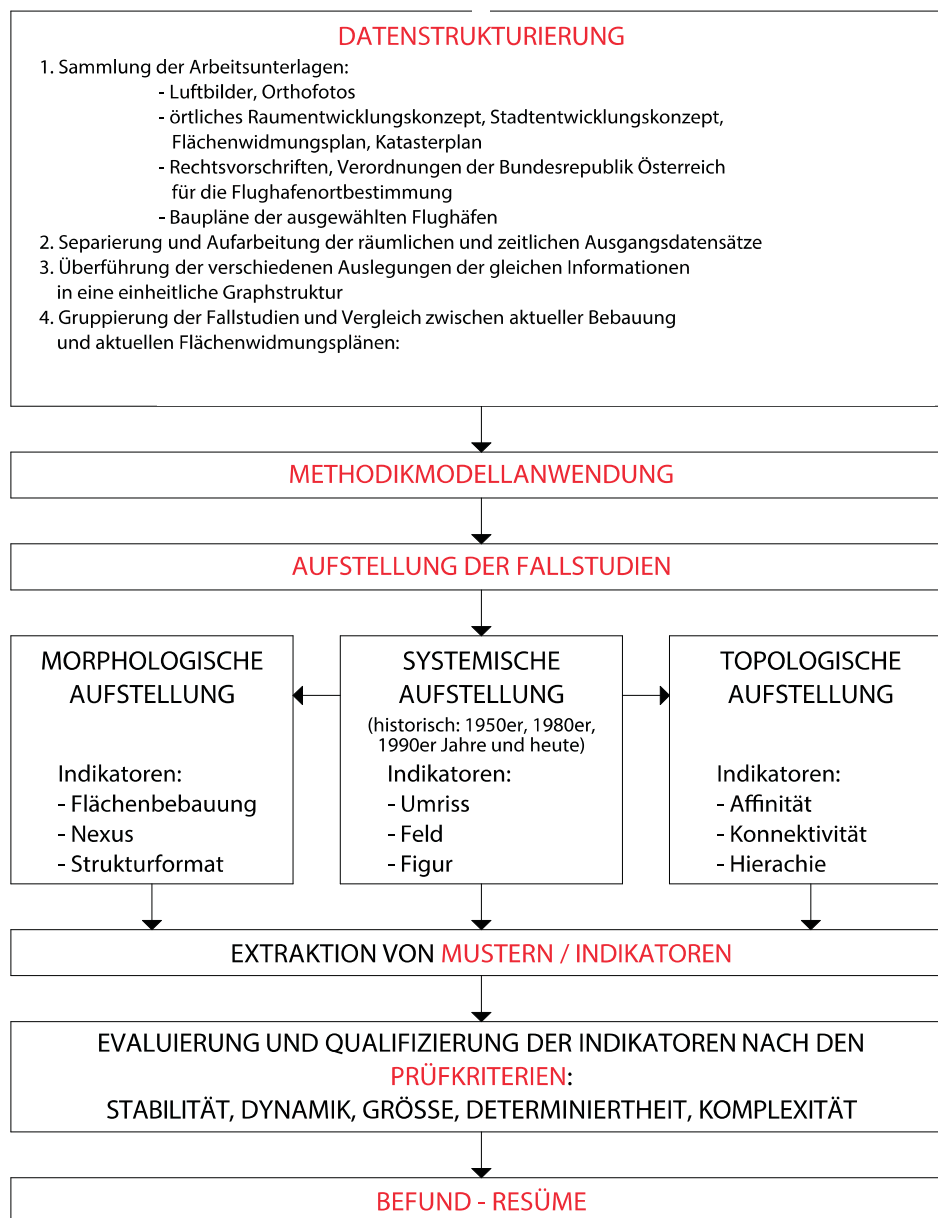 DATENSTRUKTURIERUNG
1. Sammlung der Arbeitsunterlagen:
- Luftbilder, Orthofotos
- örtliches Raumentwicklungskonzept, Stadtentwicklungskonzept,
Flächenwidmungsplan, Katasterplan
- Rechtsvorschriften, Verordnungen der Bundesrepublik Österreich
für die Flughafenortbestimmung
- Baupläne der ausgewählten Flughäfen
2. Separierung und Aufarbeitung der räumlichen und zeitlichen Ausgangsdatensätze
3. Überführung der verschiedenen Auslegungen der gleichen Informationen
in eine einheitliche Graphstruktur
4. Gruppierung der Fallstudien und Vergleich zwischen aktueller Bebauung
und aktuellen Flächenwidmungsplänen:
METHODIKMODELLANWENDUNG
AUFSTELLUNG DER FALLSTUDIEN
MORPHOLOGISCHE
AUFSTELLUNG
Indikatoren:
- Flächenbebauung
- Nexus
- Strukturformat
SYSTEMISCHE
AUFSTELLUNG
(historisch: 1950er, 1980er,
1990er Jahre und heute)
Indikatoren:
- Umriss
- Feld
- Figur
TOPOLOGISCHE
AUFSTELLUNG
Indikatoren:
- Affinität
- Konnektivität
- Hierachie
EXTRAKTION VON MUSTERN / INDIKATOREN
EVALUIERUNG UND QUALIFIZIERUNG DER INDIKATOREN NACH DEN
PRÜFKRITERIEN:
STABILITÄT, DYNAMIK, GRÖSSE, DETERMINIERTHEIT, KOMPLEXITÄT
BEFUND - RESÜME